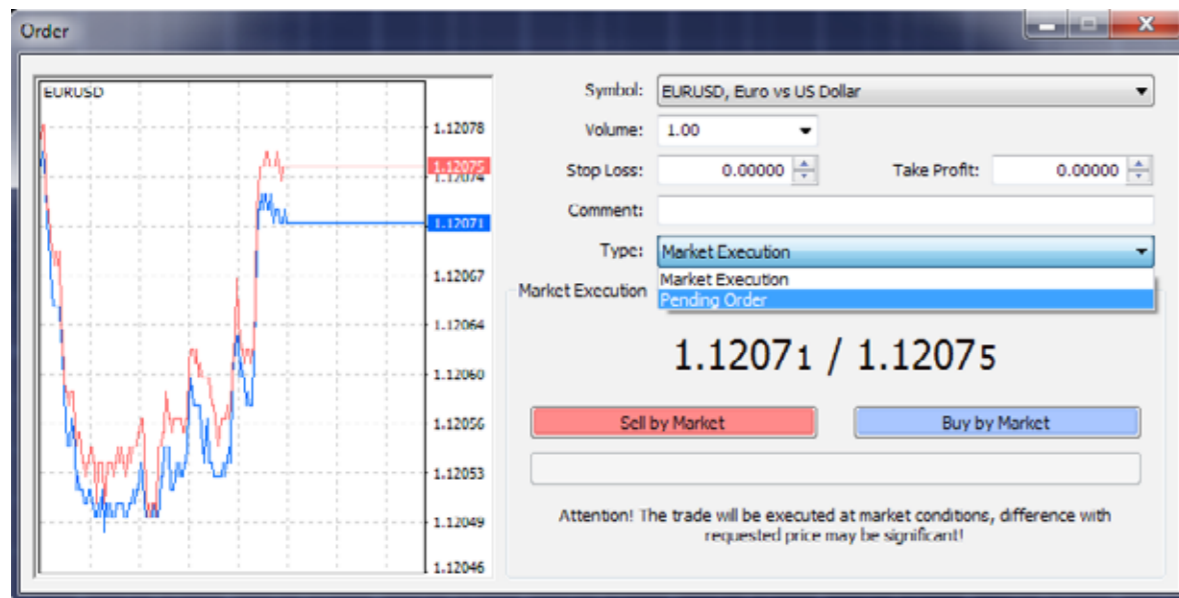 Order
EURUSD
1.12078
1.12075
1.12074
1.12071
1.12067
1.12064
1.12060
1.12056
1.12053
1.12049
1.12046
Symbol: EURUSD, Euro vs US Dollar
Volume: 1.00
Stop Loss: 0.00000 Take Profit: 0.00000
Comment:
Type: Market Execution
Market Execution
Pending Order
Market Execution
1.12071 / 1.12075
Sell by Market Buy by Market
Attention! The trade will be executed at market conditions, difference with
requested price may be significant!